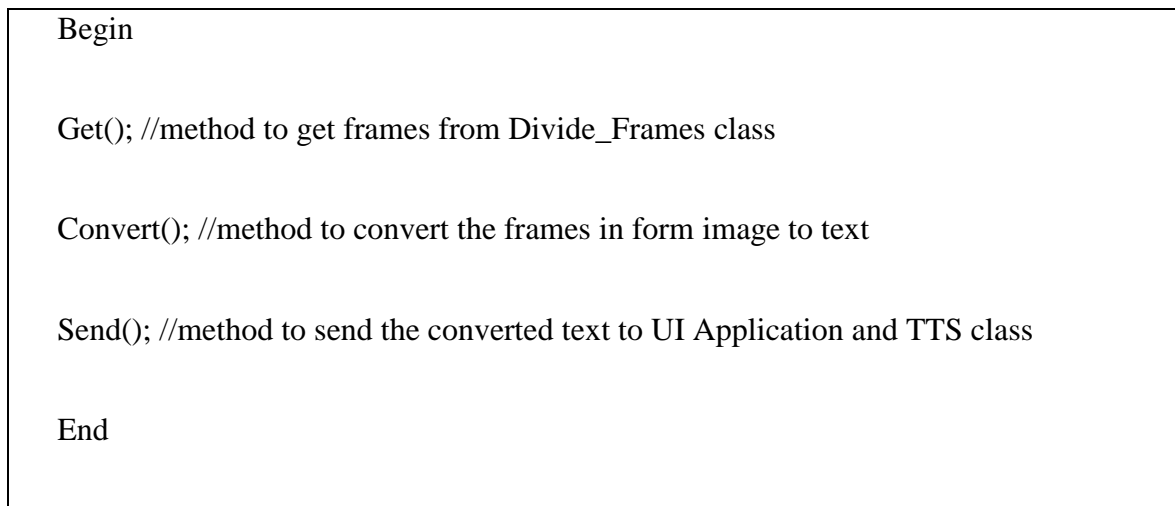 Begin
Get(); //method to get frames from Divide_Frames class
Convert(); //method to convert the frames in form image to text
Send(); //method to send the converted text to UI Application and TTS class
End